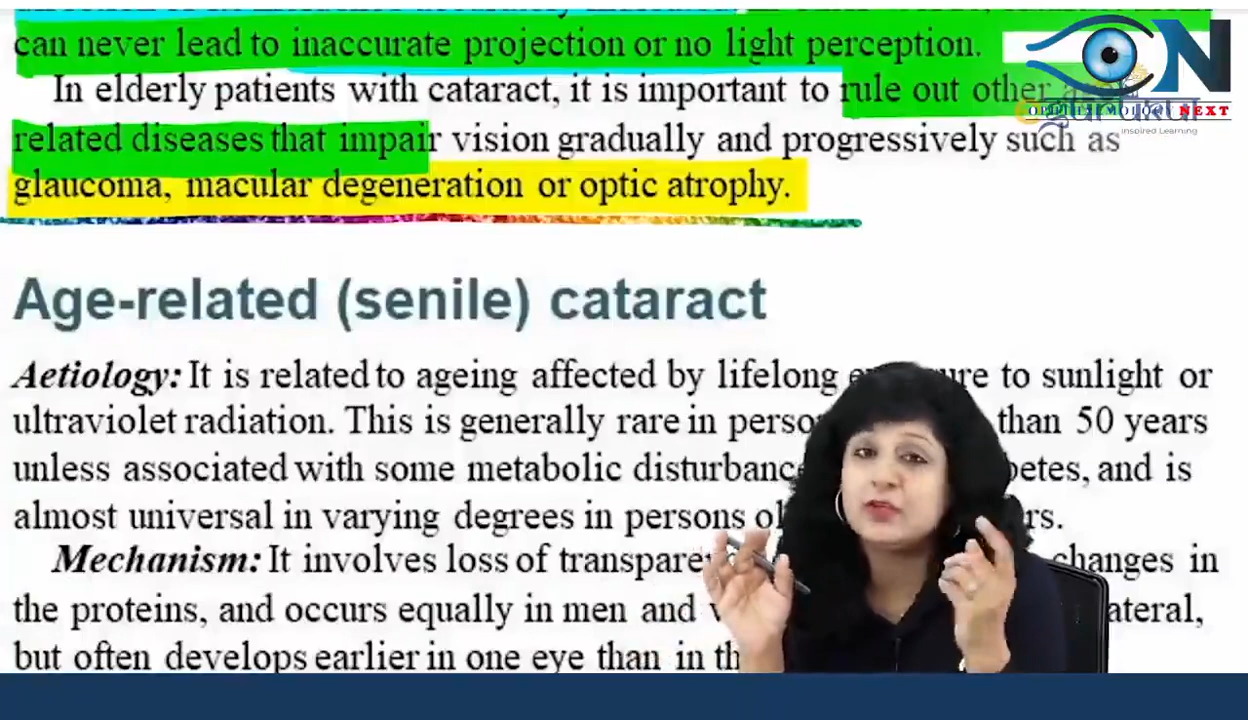 can never lead to inaccurate projection or no light perception.
In elderly patients with cataract, it is important to rule out other
related diseases that impair vision gradually and progressively such as
glaucoma, macular degeneration or optic atrophy.
ON
OPHTHALMOLOGY NEXT
Inspired Learning
Age-related (senile) cataract
Aetiology: It is related to ageing affected by lifelong to sunlight or
ultraviolet radiation. This is generally rare in than 50 years
unless associated with some metabolic and is
almost universal in varying degrees in persons
Mechanism: It involves loss of changes in
the proteins, and occurs equally in men and
but often develops earlier in one eye than in